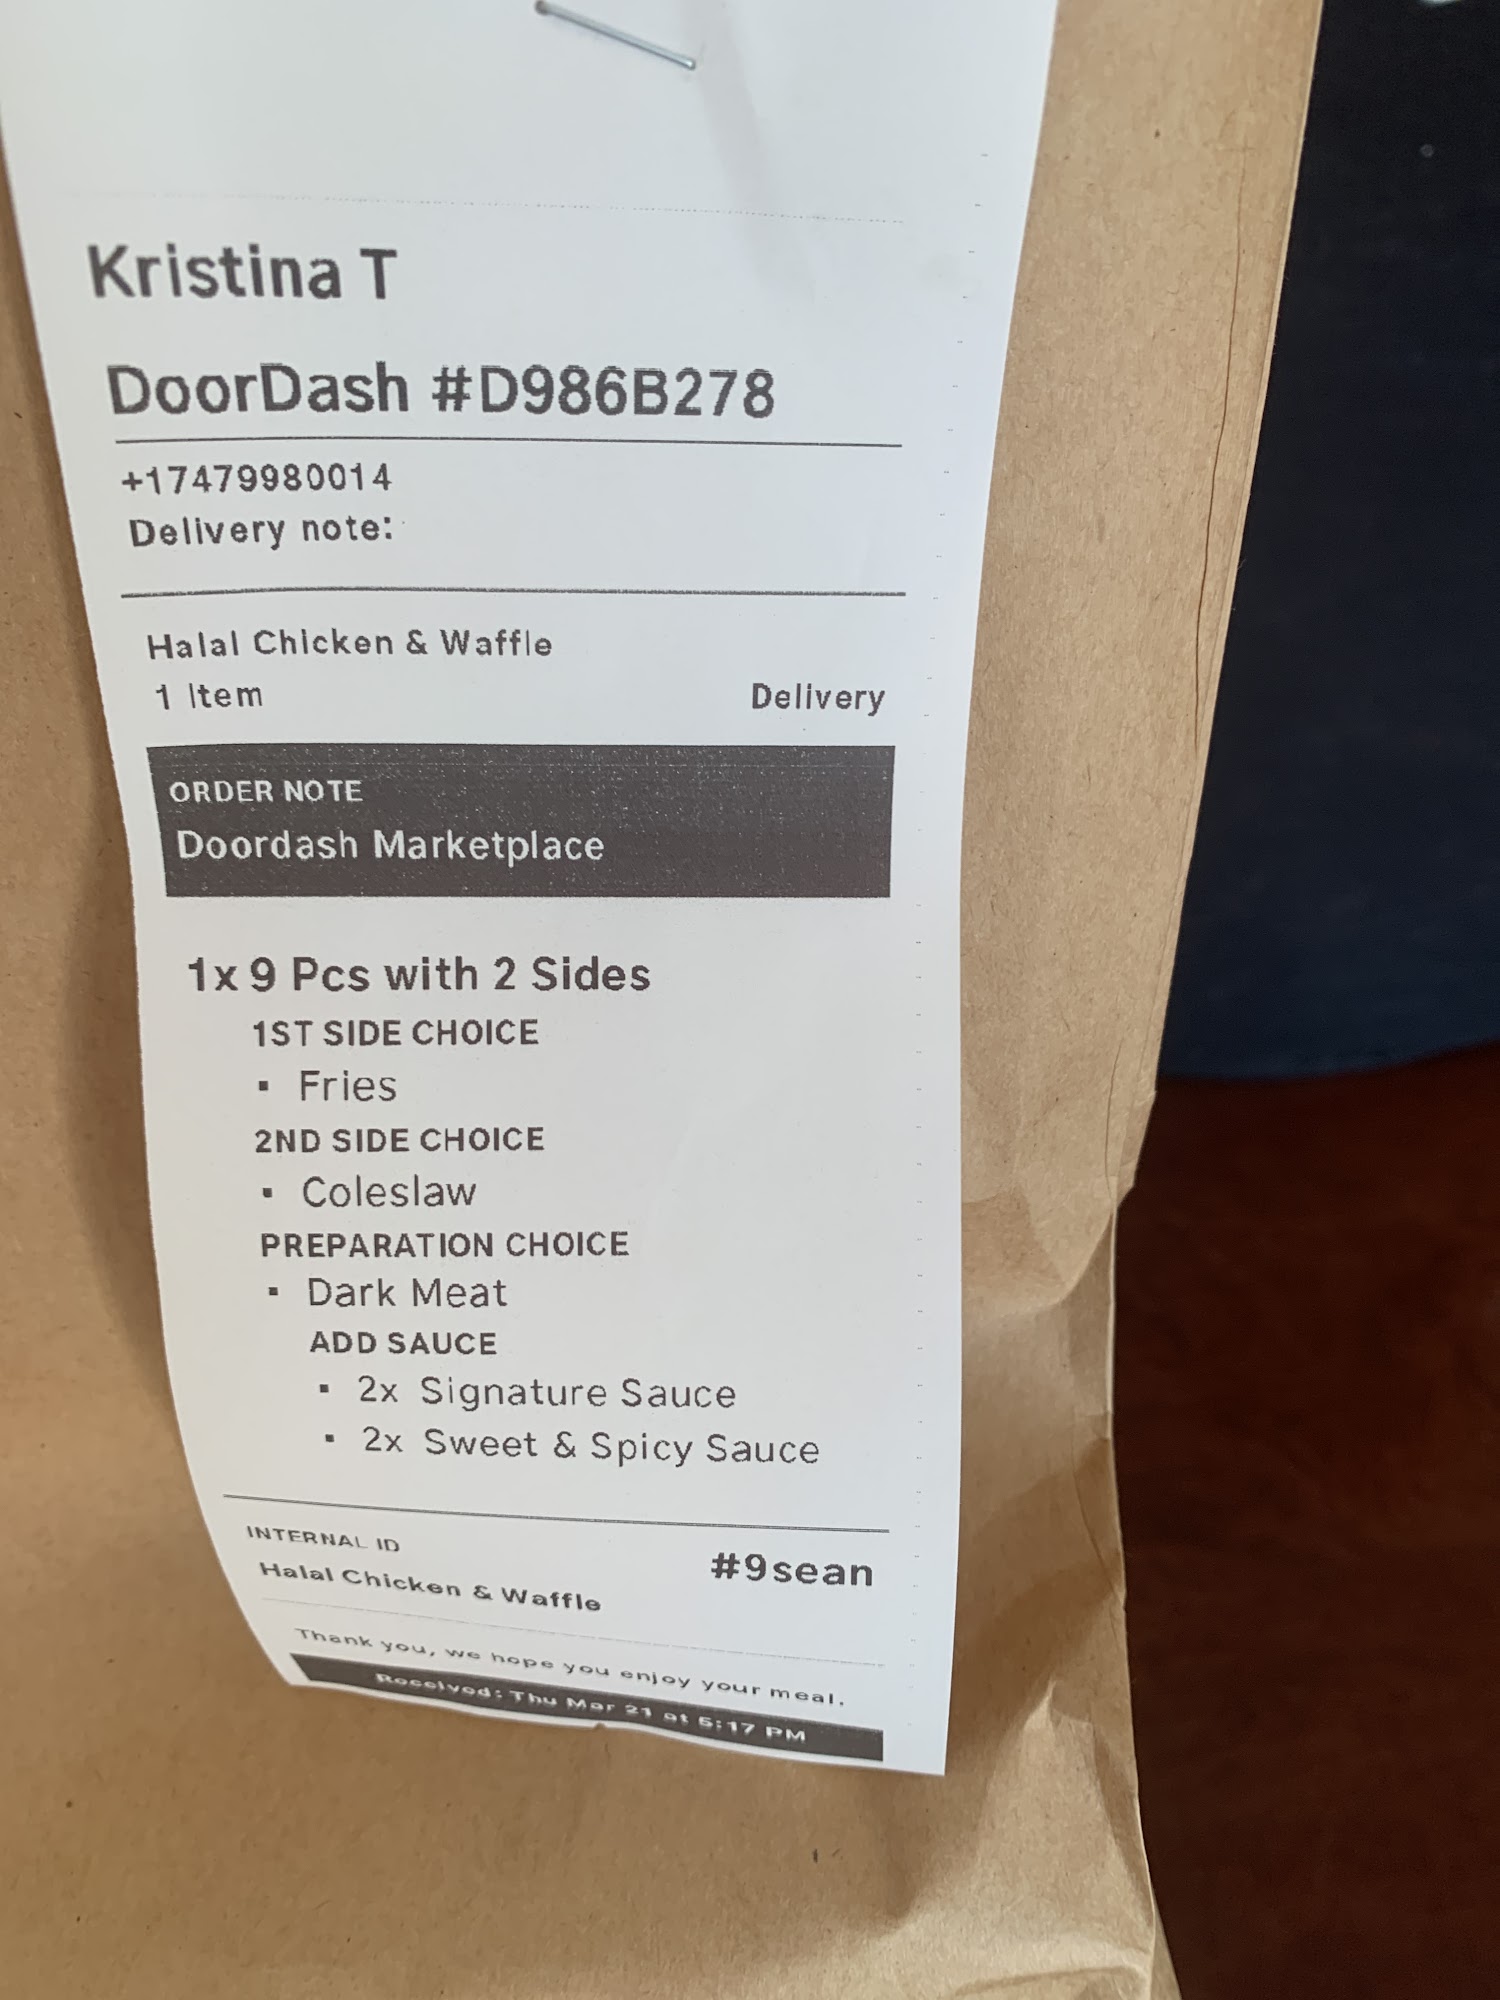 Kristina T
DoorDash #D986B278
+17479980014
Delivery note:
Halal Chicken & Waffle
1 Item Delivery
ORDER NOTE
Doordash Marketplace
1x 9 Pcs with 2 Sides
1ST SIDE CHOICE
▪ Fries
2ND SIDE CHOICE
▪ Coleslaw
PREPARATION CHOICE
▪ Dark Meat
ADD SAUCE
▪ 2x Signature Sauce
▪ 2x Sweet & Spicy Sauce
INTERNAL ID
#9sean
Halal Chicken & Waffle
Thank you, we hope you enjoy your meal.
Received: Thu Mar 21 at 5:17 PM